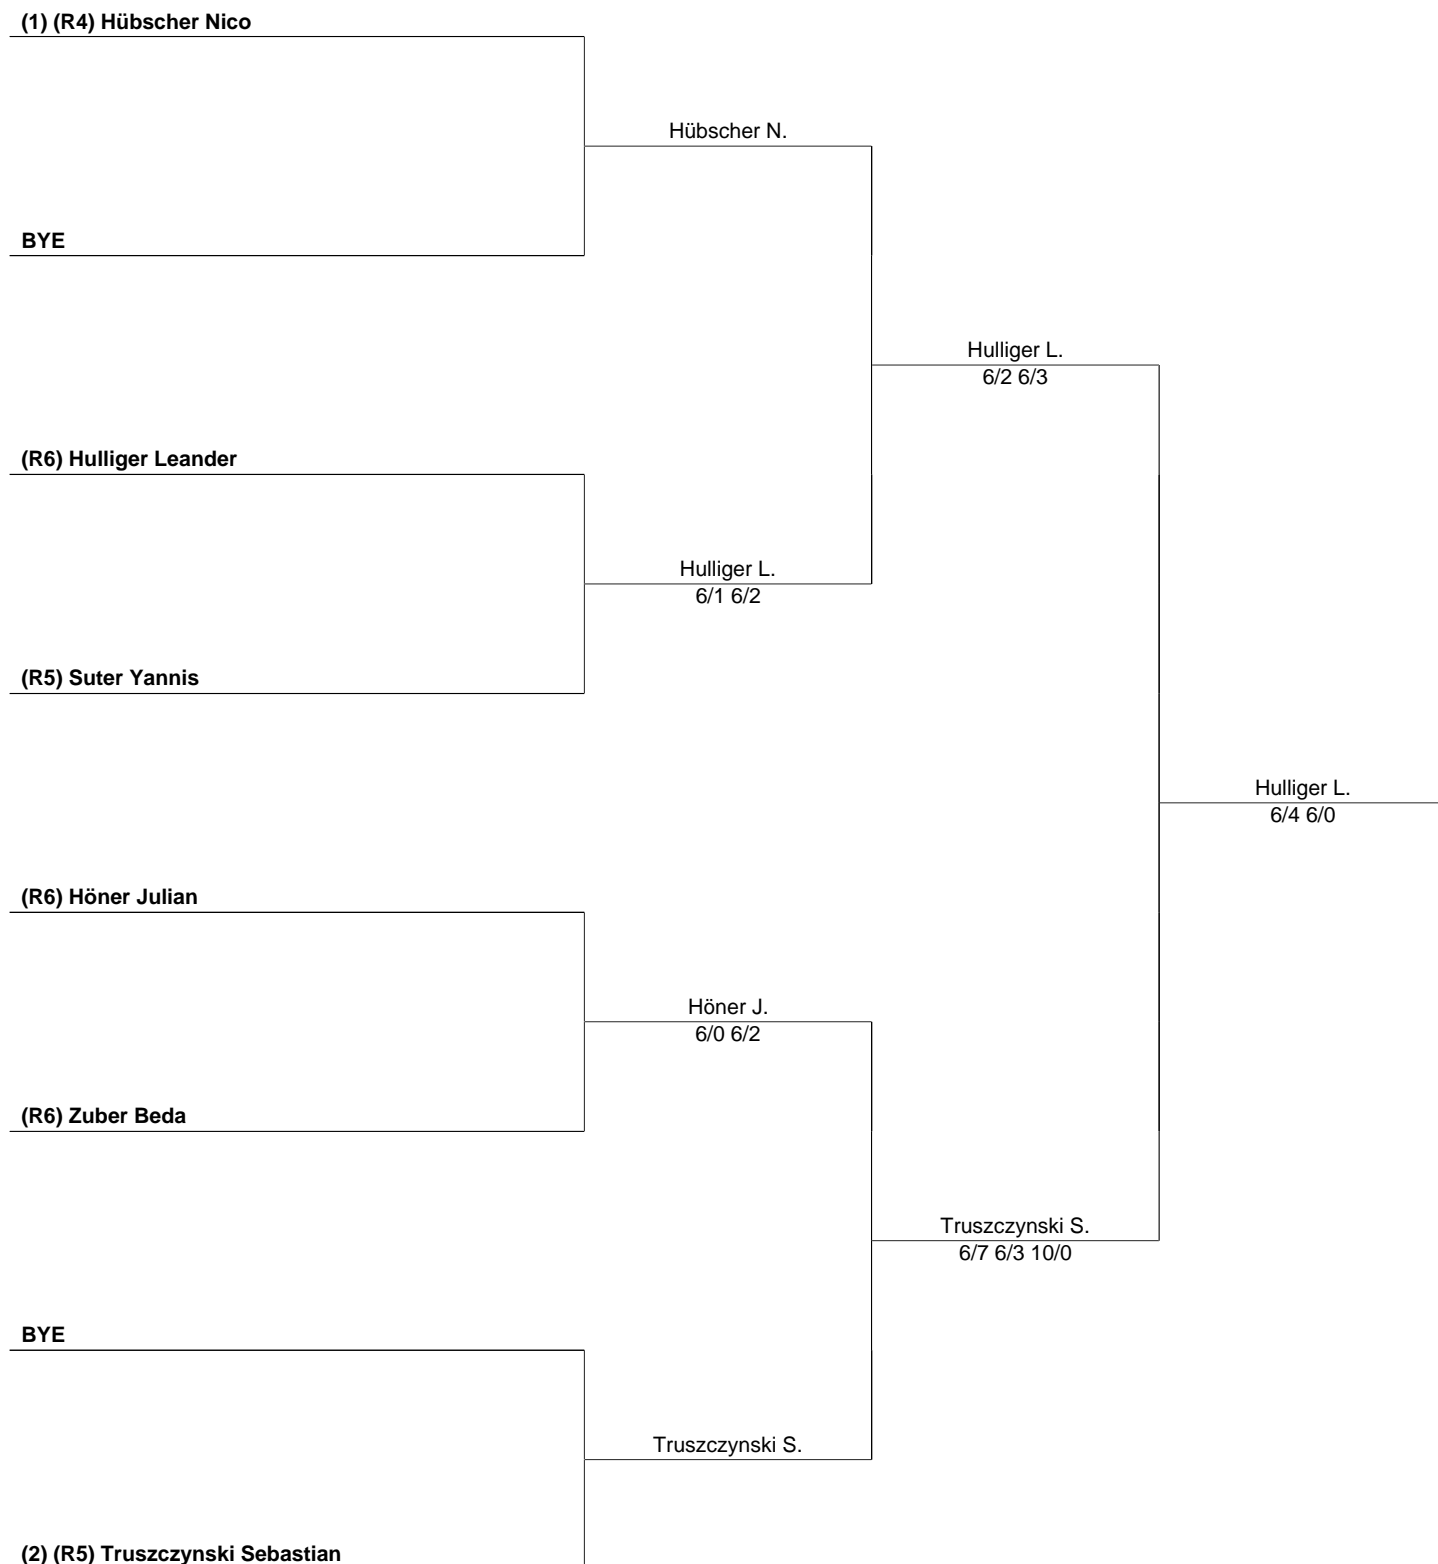 (1) (R4) Hübscher Nico
Hübscher N.
BYE
Hulliger L.
6/2 6/3
(R6) Hulliger Leander
Hulliger L.
6/1 6/2
(R5) Suter Yannis
Hulliger L.
6/4 6/0
(R6) Höner Julian
Höner J.
6/0 6/2
(R6) Zuber Beda
Truszczynski S.
6/7 6/3 10/0
BYE
Truszczynski S.
(2) (R5) Truszczynski Sebastian